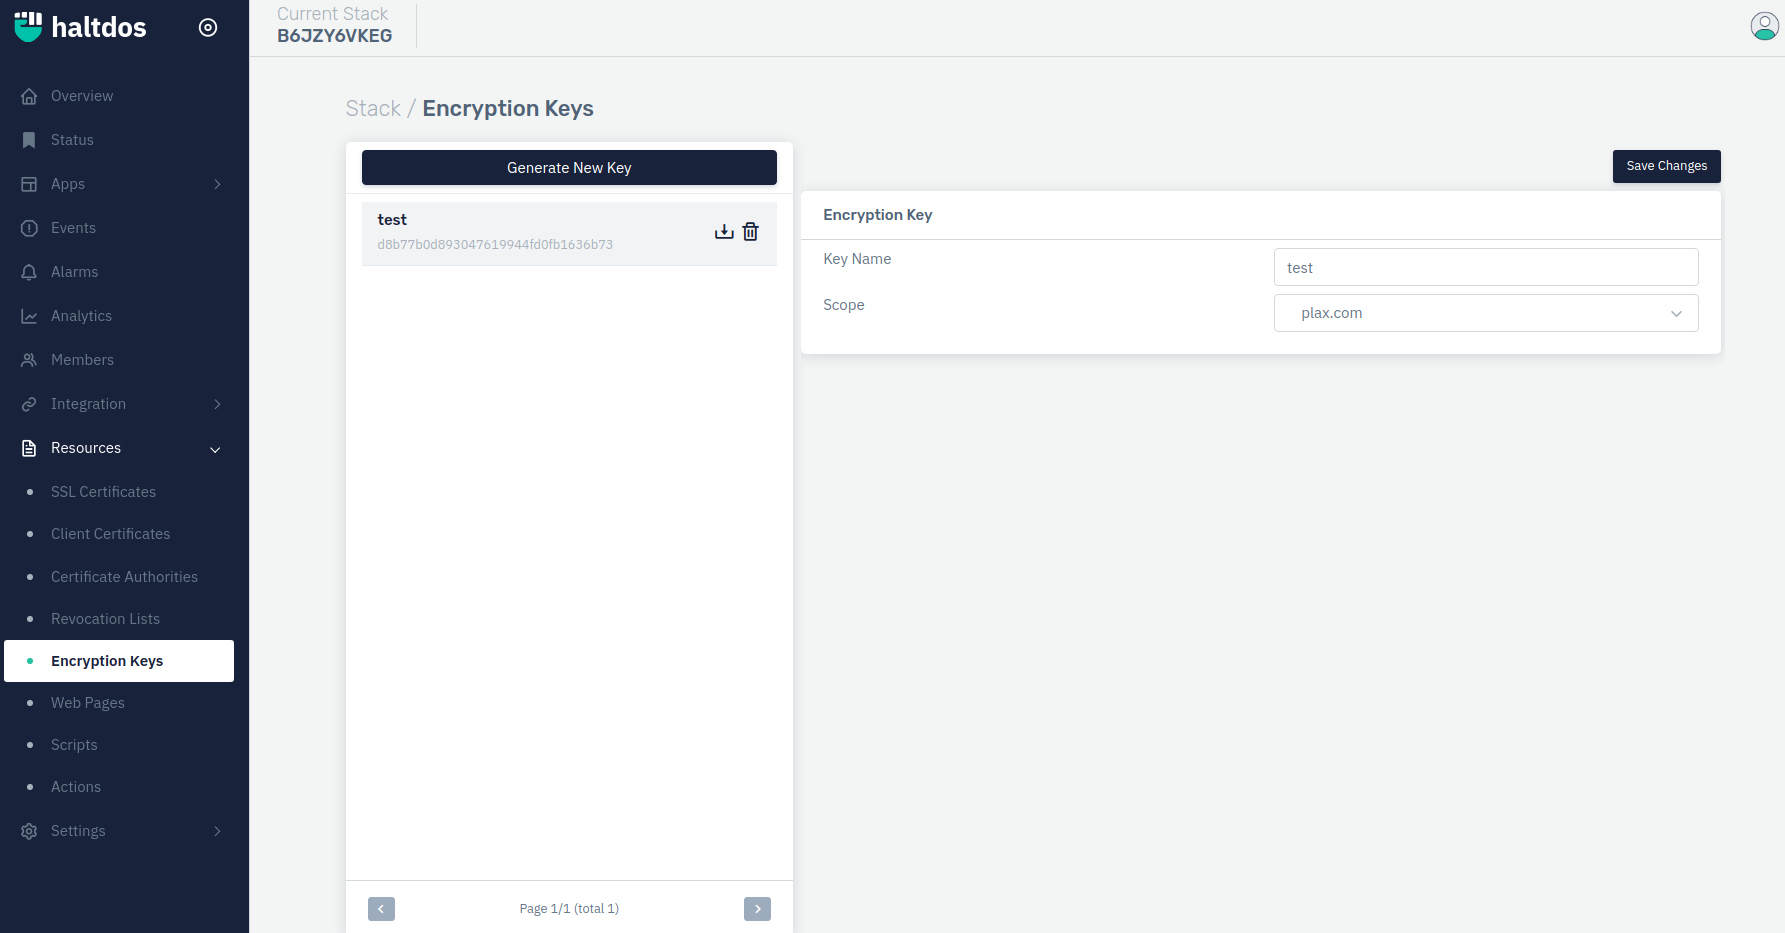 haltdos
Overview
Status
Apps
Events
Alarms
Analytics
Members
Integration
Resources
SSL Certificates
Client Certificates
Certificate Authorities
Revocation Lists
Encryption Keys
Web Pages
Scripts
Actions
Settings
Current Stack
B6JZY6VKEG
Stack / Encryption Keys
Generate New Key
test
d8b77b0d893047619944fd0fb1636b73
Page 1/1 (total 1)
Save Changes
Encryption Key
Key Name
test
Scope
plax.com